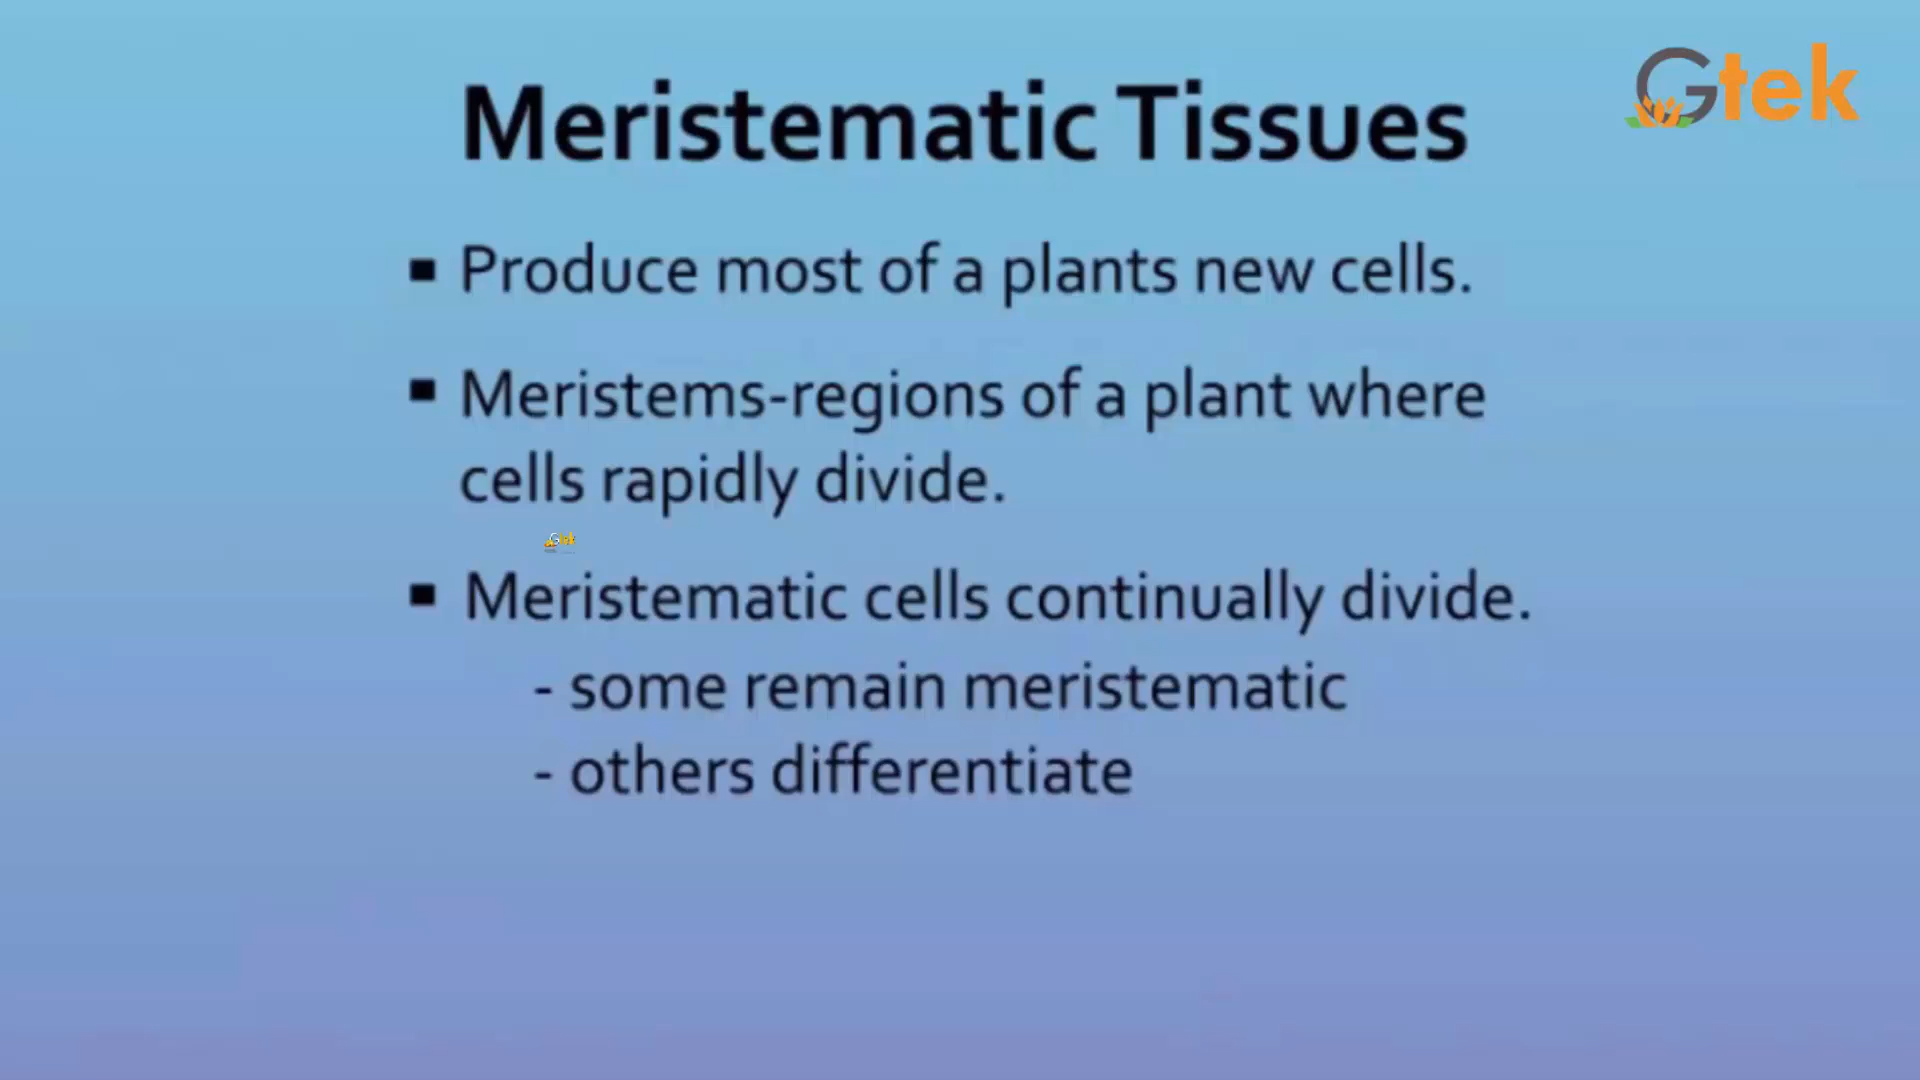 Gtek
Meristematic Tissues
▪ Produce most of a plants new cells.
▪ Meristems-regions of a plant where
cells rapidly divide.
Gtek
▪ Meristematic cells continually divide.
- some remain meristematic
- others differentiate